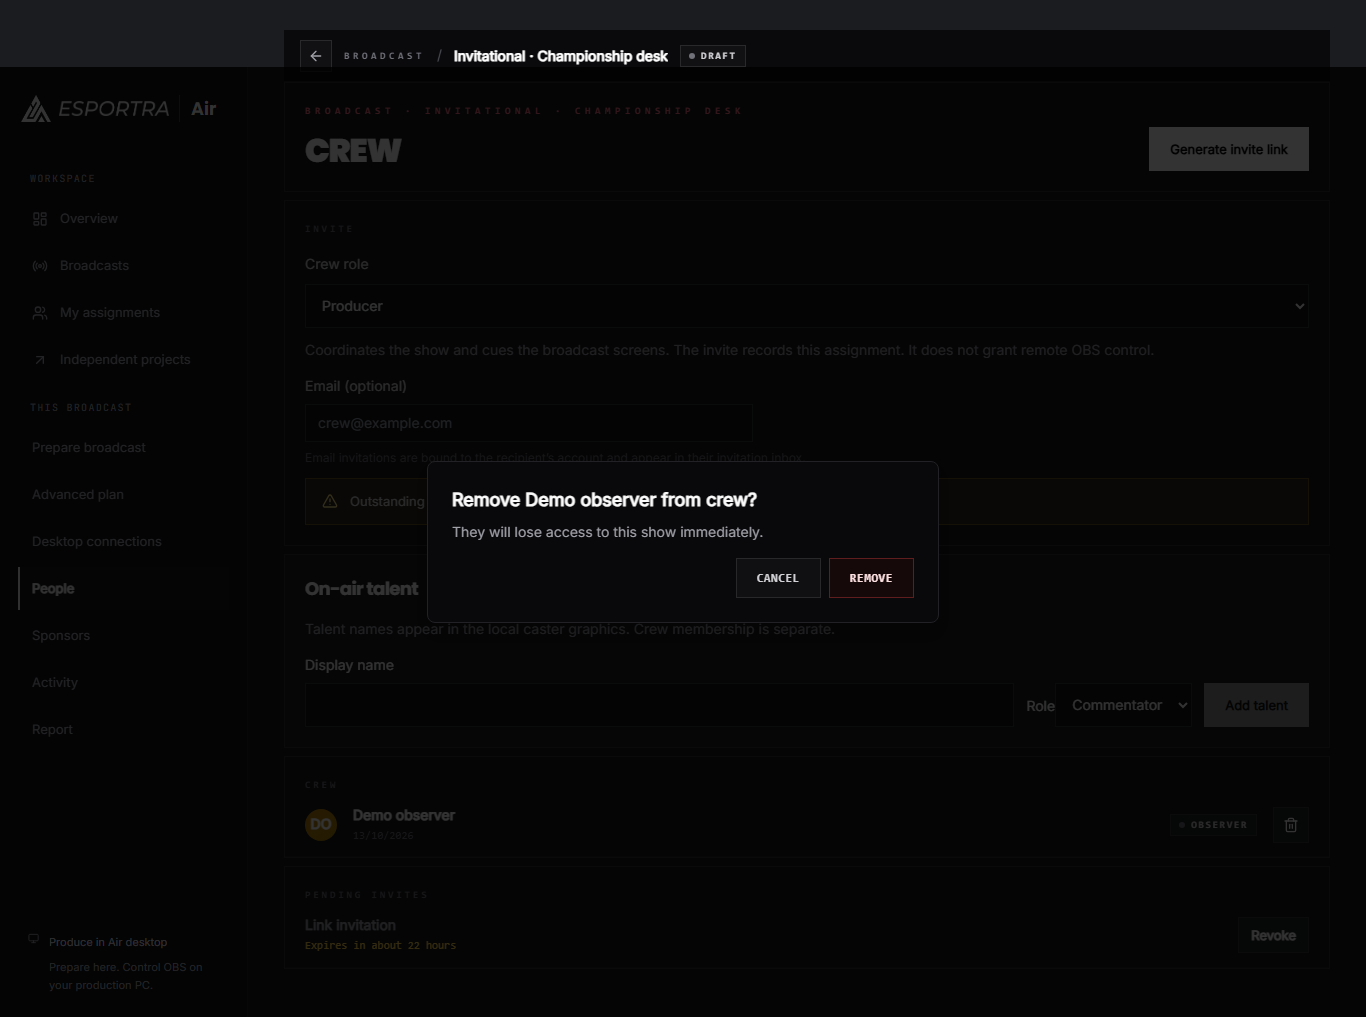 BROADCAST / Invitational · Championship desk DRAFT
ESPORTRA Air
WORKSPACE
Overview
Broadcasts
My assignments
Independent projects
THIS BROADCAST
Prepare broadcast
Advanced plan
Desktop connections
People
Sponsors
Activity
Report
Produce in Air desktop
Prepare here. Control OBS on
your production PC.
BROADCAST · INVITATIONAL · CHAMPIONSHIP DESK
CREW
Generate invite link
INVITE
Crew role
Producer
Coordinates the show and cues the broadcast screens. The invite records this assignment. It does not grant remote OBS control.
Email (optional)
crew@example.com
Email invitations are bound to the recipient's account and appear in their invitation inbox.
Outstanding
Remove Demo observer from crew?
They will lose access to this show immediately.
CANCEL
REMOVE
On-air talent
Talent names appear in the local caster graphics. Crew membership is separate.
Display name
Role Commentator
Add talent
CREW
DO
Demo observer
13/10/2026
OBSERVER
PENDING INVITES
Link invitation
Expires in about 22 hours
Revoke